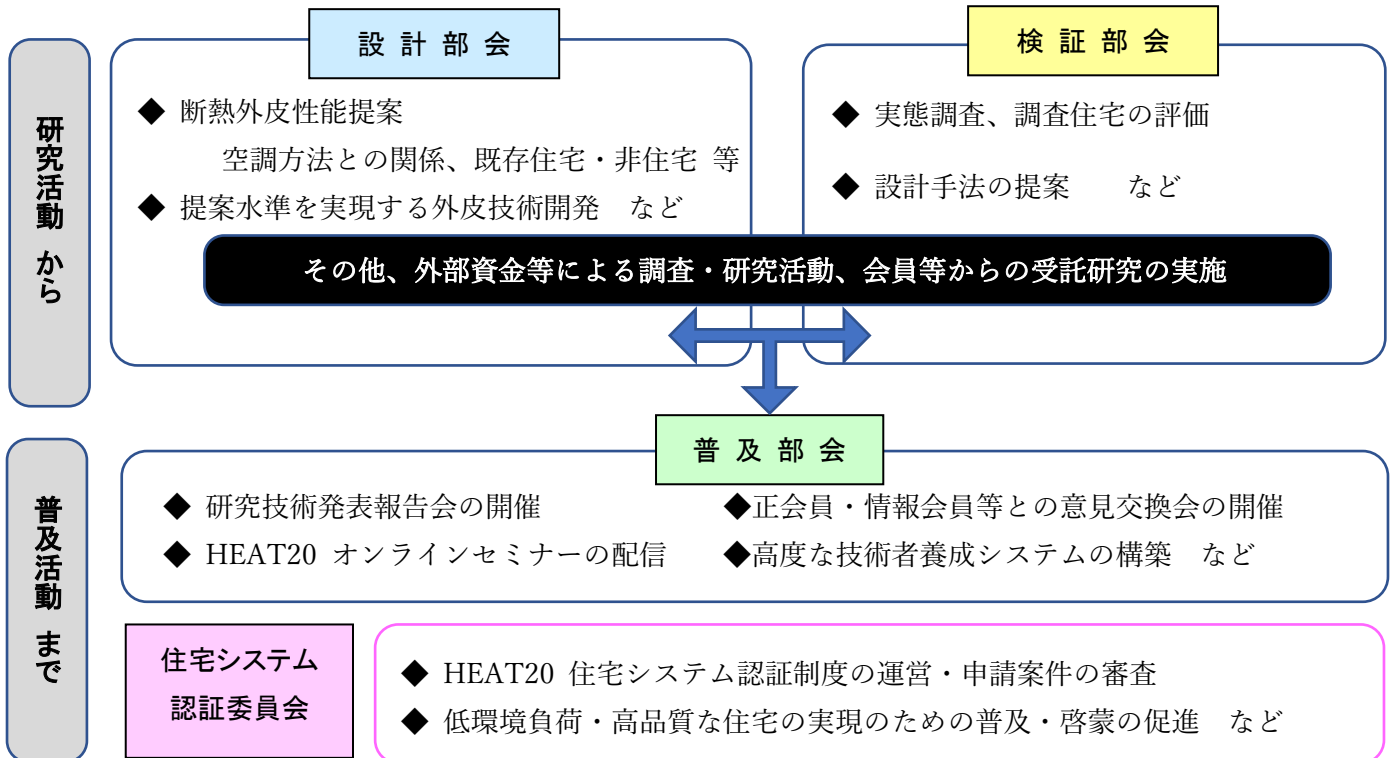 研究活動 から
設 計 部 会
◆ 断熱外皮性能提案
空調方法との関係、既存住宅・非住宅 等
◆ 提案水準を実現する外皮技術開発　など
検 証 部 会
◆ 実態調査、調査住宅の評価
◆ 設計手法の提案　　など
その他、外部資金等による調査・研究活動、会員等からの受託研究の実施
普及活動 まで
普 及 部 会
◆ 研究技術発表報告会の開催
◆ HEAT20 オンラインセミナーの配信
◆正会員・情報会員等との意見交換会の開催
◆高度な技術者養成システムの構築　など
住宅システム
認証委員会
◆ HEAT20 住宅システム認証制度の運営・申請案件の審査
◆ 低環境負荷・高品質な住宅の実現のための普及・啓蒙の促進　など